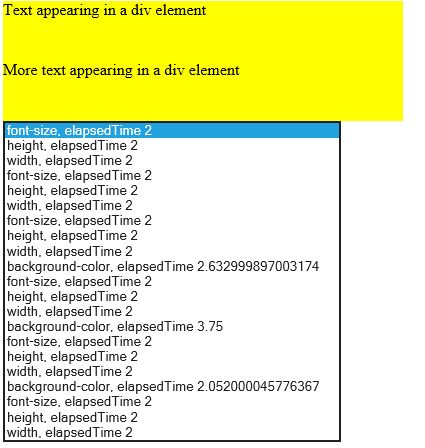 Text appearing in a div element
More text appearing in a div element
font-size, elapsedTime 2
height, elapsedTime 2
width, elapsedTime 2
font-size, elapsedTime 2
height, elapsedTime 2
width, elapsedTime 2
font-size, elapsedTime 2
height, elapsedTime 2
width, elapsedTime 2
background-color, elapsedTime 2.632999897003174
font-size, elapsedTime 2
height, elapsedTime 2
width, elapsedTime 2
background-color, elapsedTime 3.75
font-size, elapsedTime 2
height, elapsedTime 2
width, elapsedTime 2
background-color, elapsedTime 2.052000045776367
font-size, elapsedTime 2
height, elapsedTime 2
width, elapsedTime 2